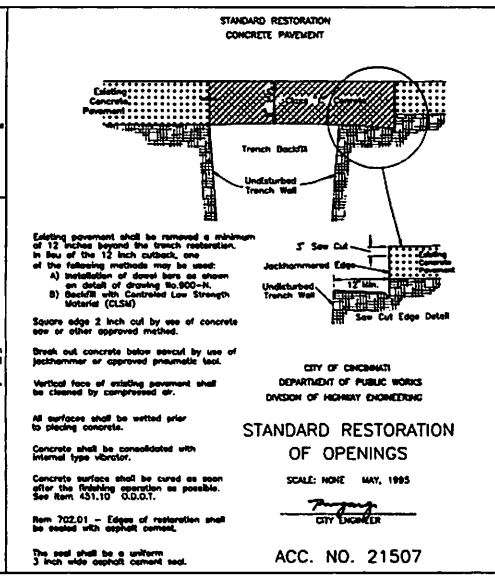 STANDARD RESTORATION
CONCRETE PAVEMENT
Existing
Concrete
Pavement
Class Concrete
Trench Backfill
Undisturbed
Trench Wall
Existing pavement shall be removed a minimum
of 12 inches beyond the trench restoration.
In lieu of the 12 inch cutback, one
of the following methods may be used:
A) Installation of dowel bars as shown
on detail of drawing No.900-N.
B) Backfill with Controlled Low Strength
Material (CLSM)
Square edge 2 inch cut by use of concrete
saw or other approved method.
Break out concrete below sawcut by use of
jackhammer or approved pneumatic tool.
Vertical face of existing pavement shall
be cleaned by compressed air.
All surfaces shall be wetted prior
to placing concrete.
Concrete shall be consolidated with
internal type vibrator.
Concrete surface shall be cured as soon
after the finishing operation as possible.
See Item 451.10 O.D.O.T.
Item 702.01 - Edges of restoration shall
be sealed with asphalt cement.
The seal shall be a uniform
3 inch wide asphalt cement seal.
Saw Cut
Jackhammered Edge
Existing
Concrete
Pavement
12" Min.
Undisturbed
Trench Wall
Saw Cut Edge Detail
CITY OF CINCINNATI
DEPARTMENT OF PUBLIC WORKS
DIVISION OF HIGHWAY ENGINEERING
STANDARD RESTORATION
OF OPENINGS
SCALE: NONE MAY, 1995
CITY ENGINEER
ACC. NO. 21507